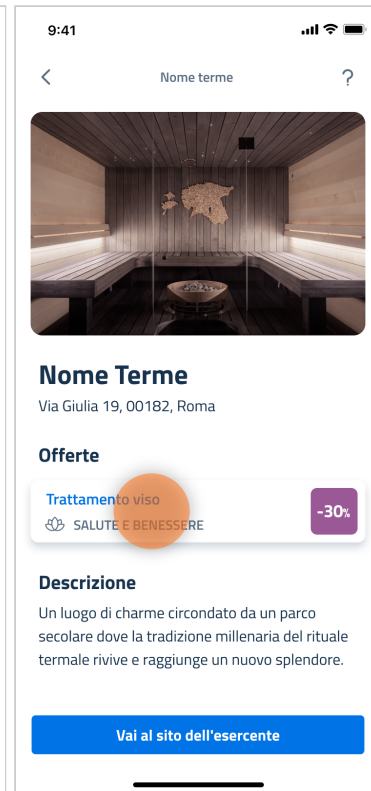 9:41
Nome terme
?
Nome Terme
Via Giulia 19, 00182, Roma
Offerte
Trattamento viso
SALUTE E BENESSERE
-30%
Descrizione
Un luogo di charme circondato da un parco
secolare dove la tradizione millenaria del rituale
termale rivive e raggiunge un nuovo splendore.
Vai al sito dell'esercente